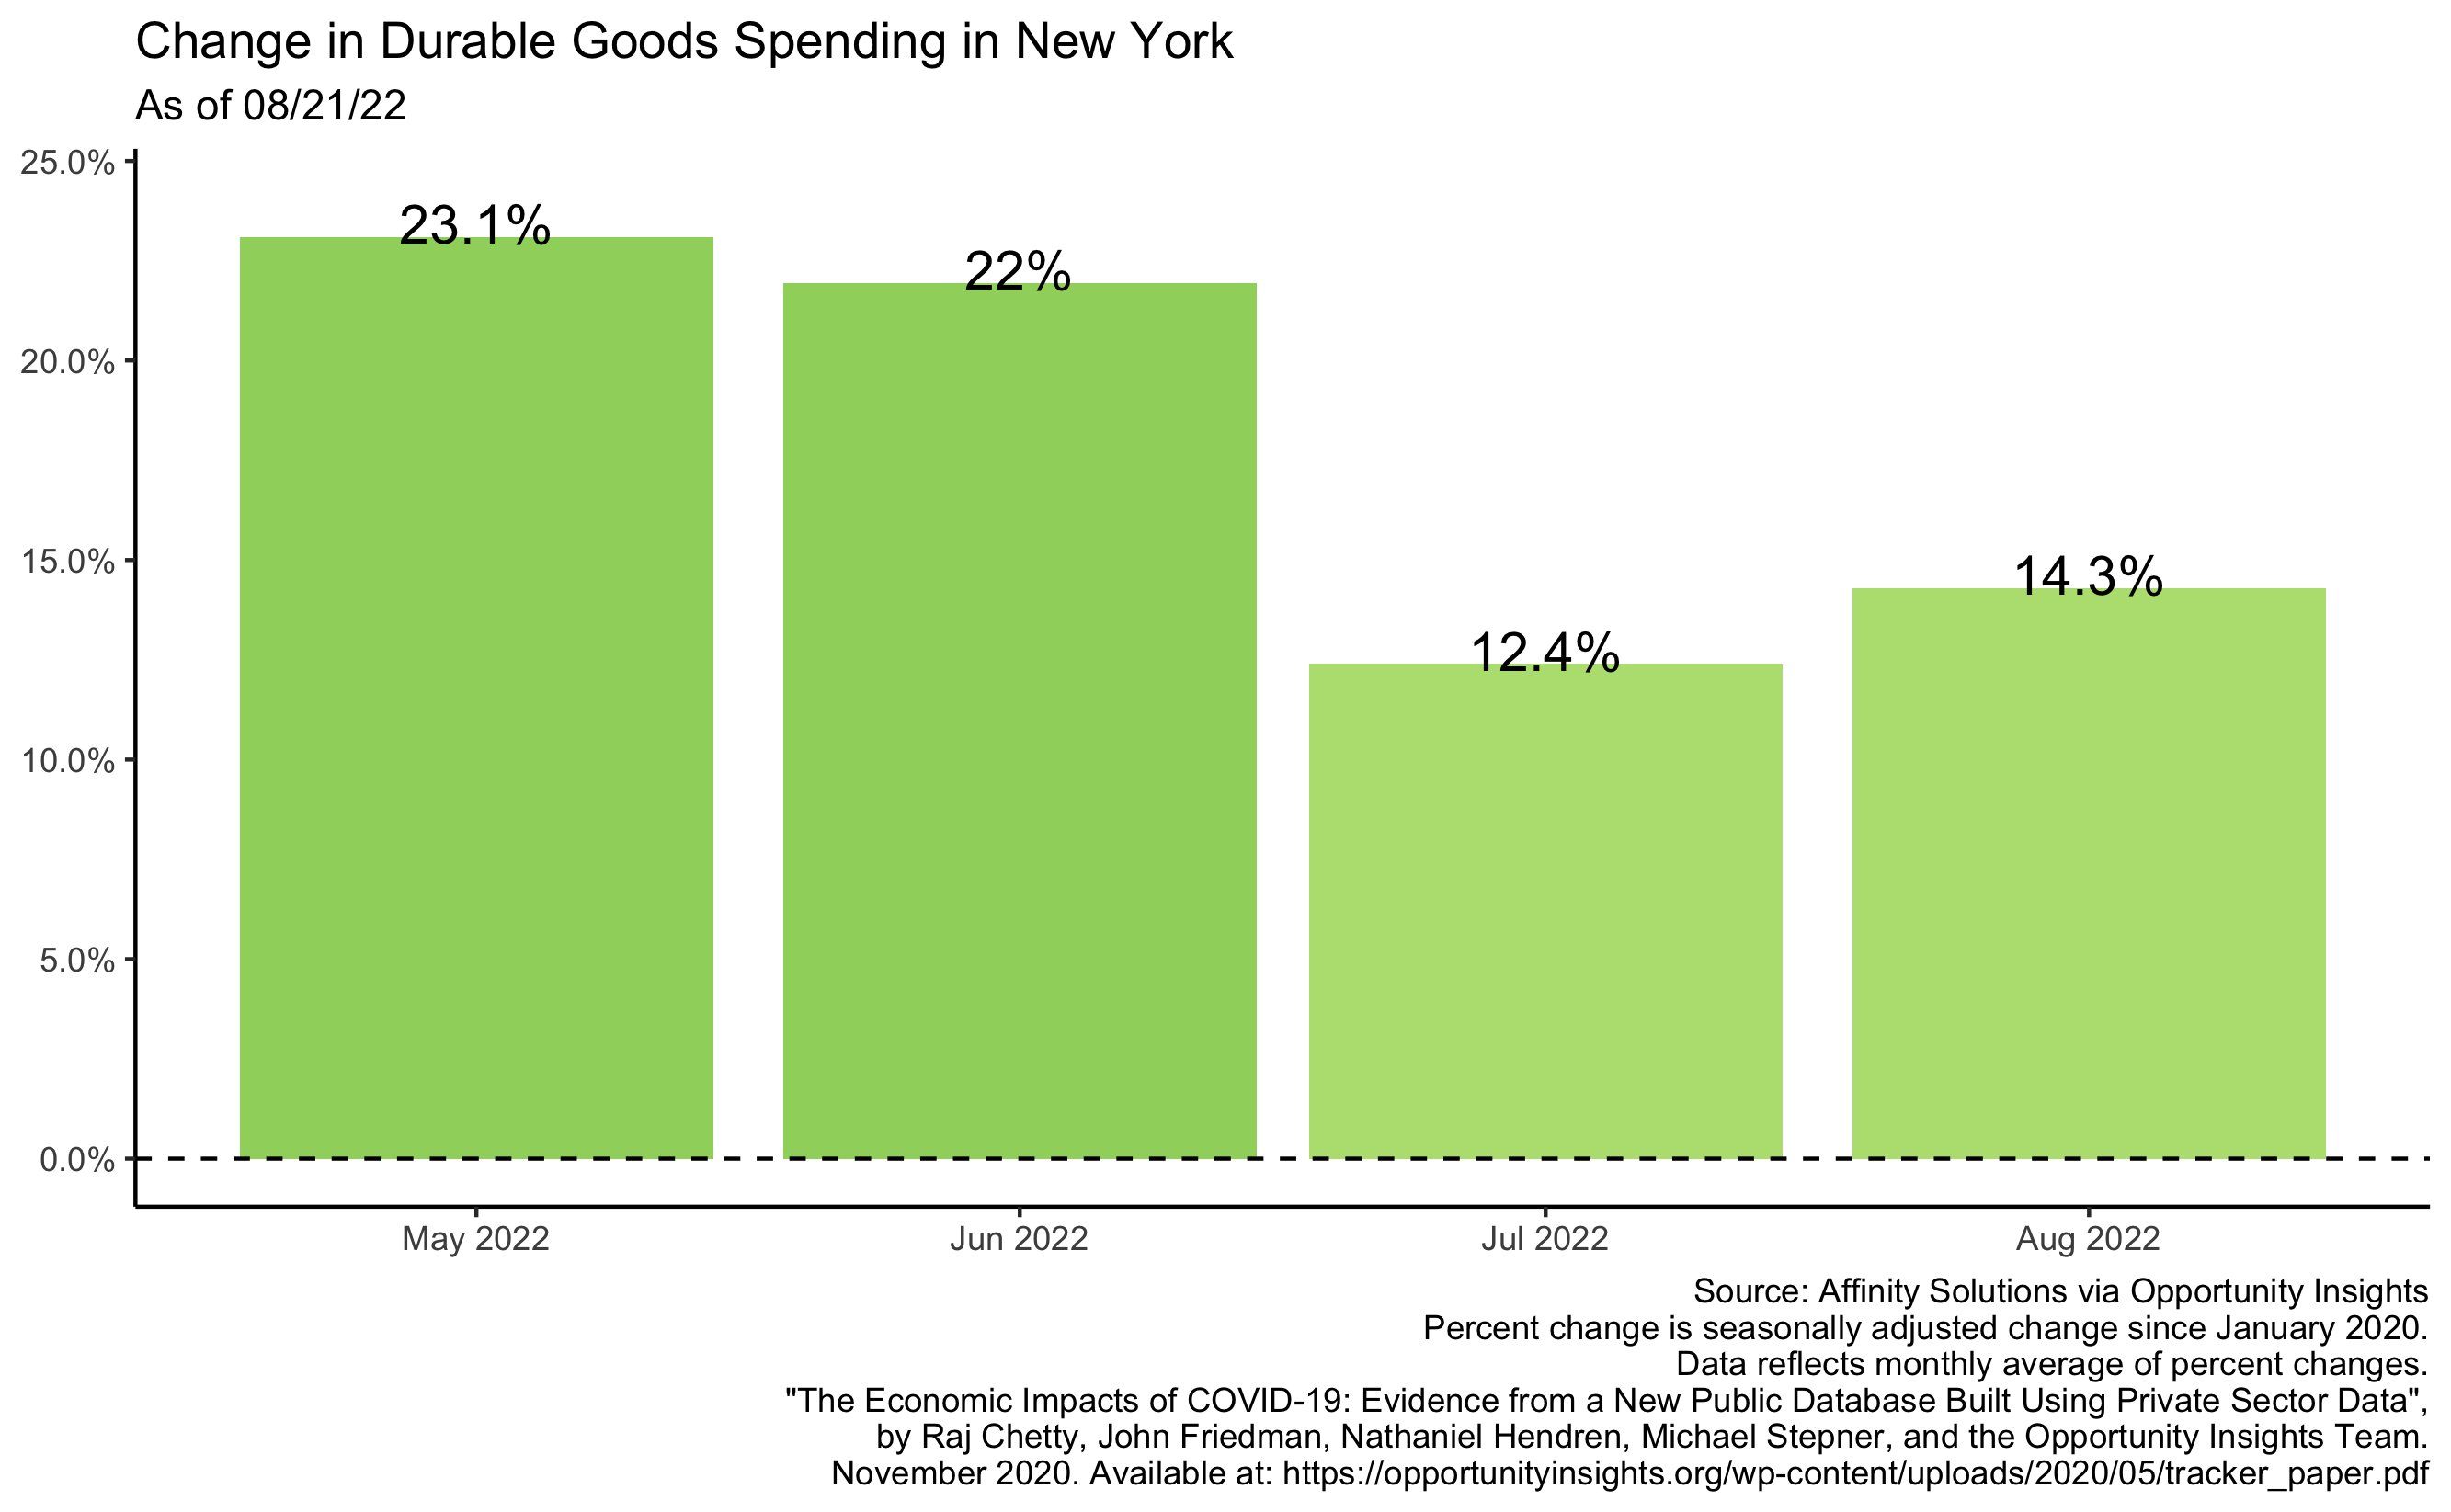 Change in Durable Goods Spending in New York
As of 08/21/22
25.0%
20.0%
15.0%
10.0%
5.0%
0.0%
23.1%
22%
12.4%
14.3%
May 2022
Jun 2022
Jul 2022
Aug 2022
Source: Affinity Solutions via Opportunity Insights
Percent change is seasonally adjusted change since January 2020.
Data reflects monthly average of percent changes.
"The Economic Impacts of COVID-19: Evidence from a New Public Database Built Using Private Sector Data",
by Raj Chetty, John Friedman, Nathaniel Hendren, Michael Stepner, and the Opportunity Insights Team.
November 2020. Available at: https://opportunityinsights.org/wp-content/uploads/2020/05/tracker_paper.pdf